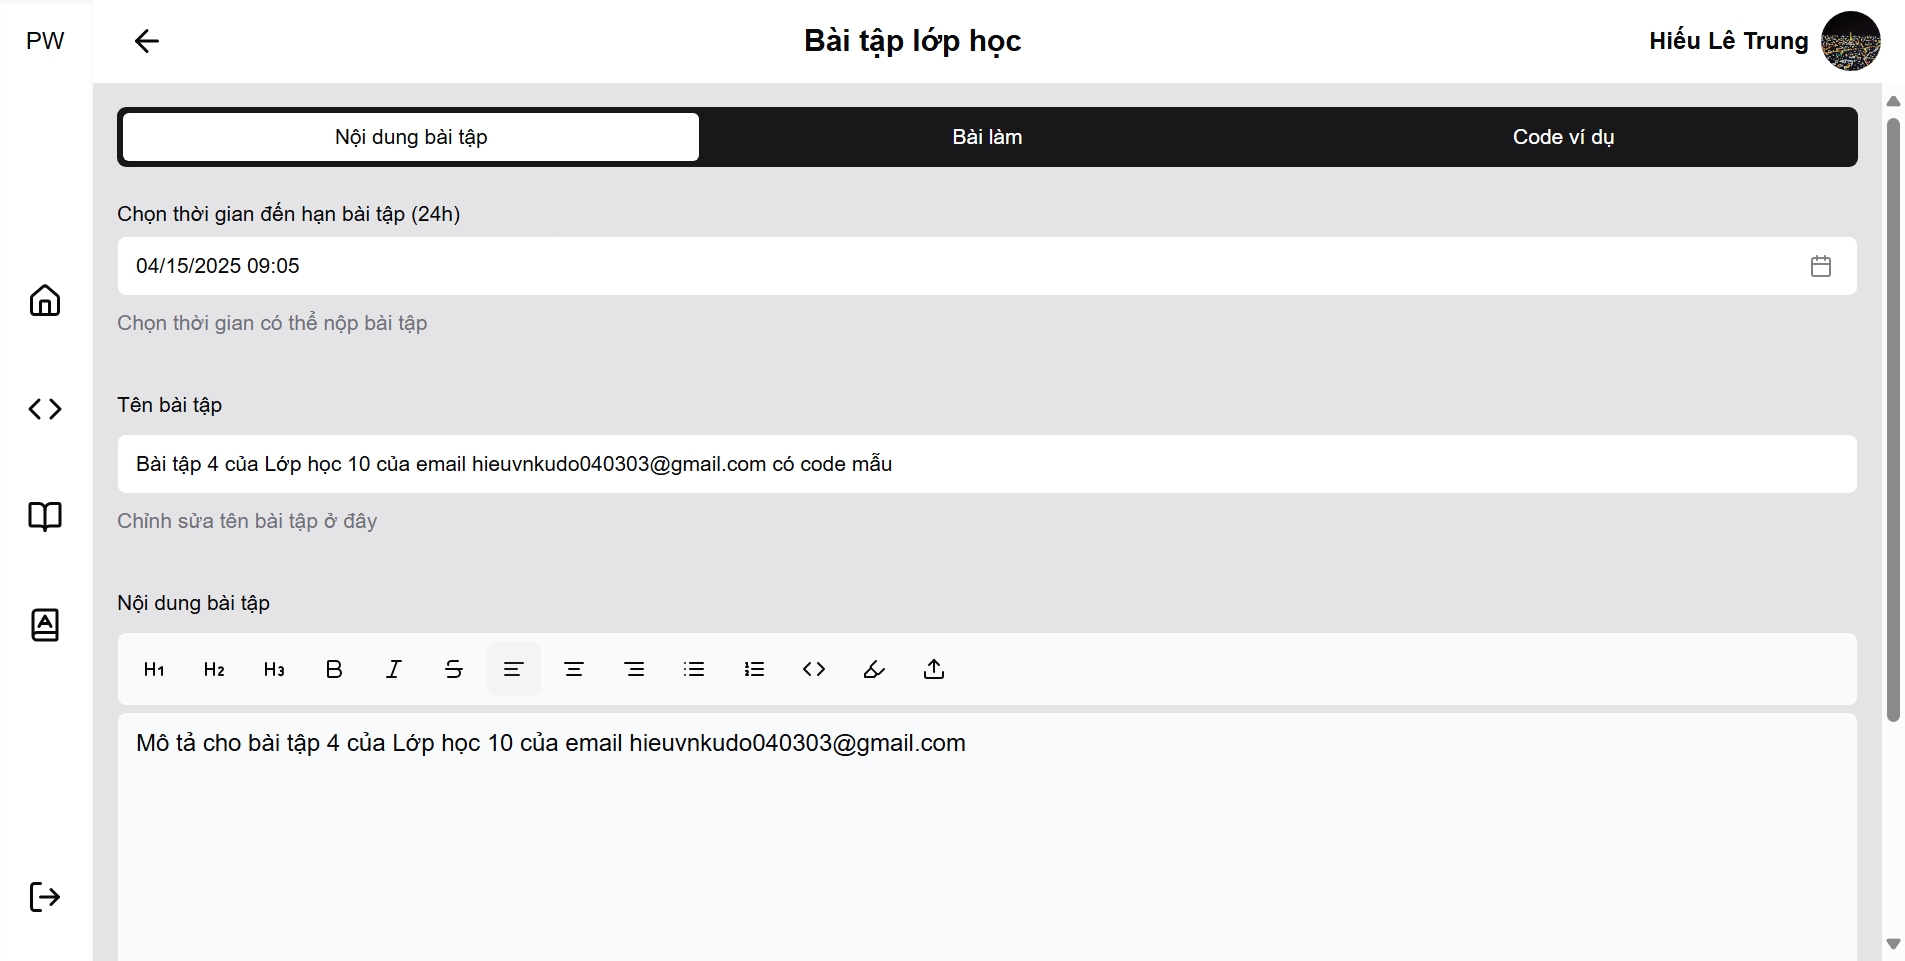 PW
Bài tập lớp học
Hiếu Lê Trung
Nội dung bài tập
Bài làm
Code ví dụ
Chọn thời gian đến hạn bài tập (24h)
04/15/2025 09:05
Chọn thời gian có thể nộp bài tập
Tên bài tập
Bài tập 4 của Lớp học 10 của email hieuvnkudo040303@gmail.com có code mẫu
Chỉnh sửa tên bài tập ở đây
Nội dung bài tập
H1 H2 H3 B I S
Mô tả cho bài tập 4 của Lớp học 10 của email hieuvnkudo040303@gmail.com